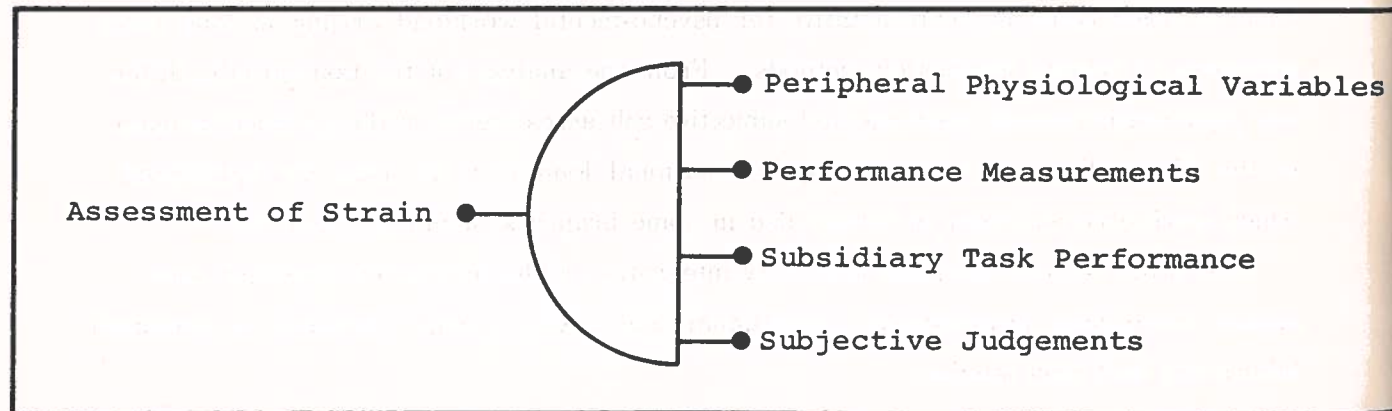 Peripheral Physiological Variables
Performance Measurements
Assessment of Strain
Subsidiary Task Performance
Subjective Judgements